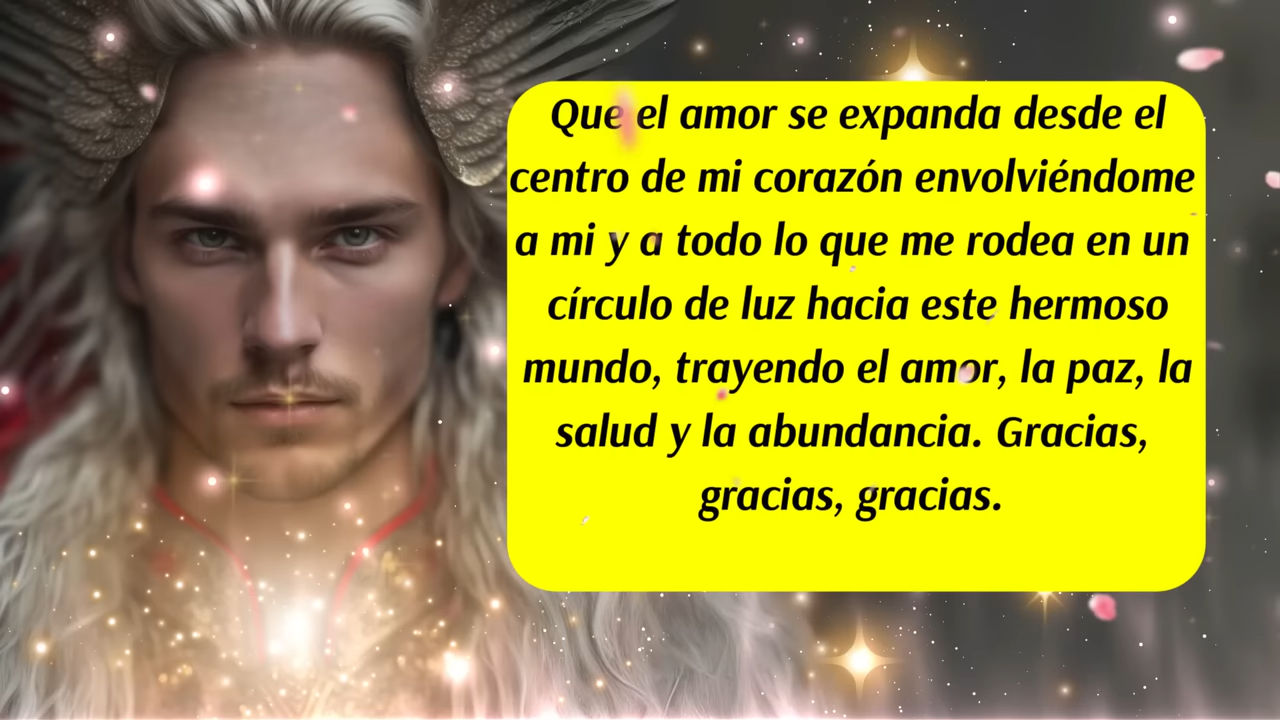 Que el amor se expanda desde el
centro de mi corazón envolviéndome
a mi y a todo lo que me rodea en un
círculo de luz hacia este hermoso
mundo, trayendo el amor, la paz, la
salud y la abundancia. Gracias,
gracias, gracias.